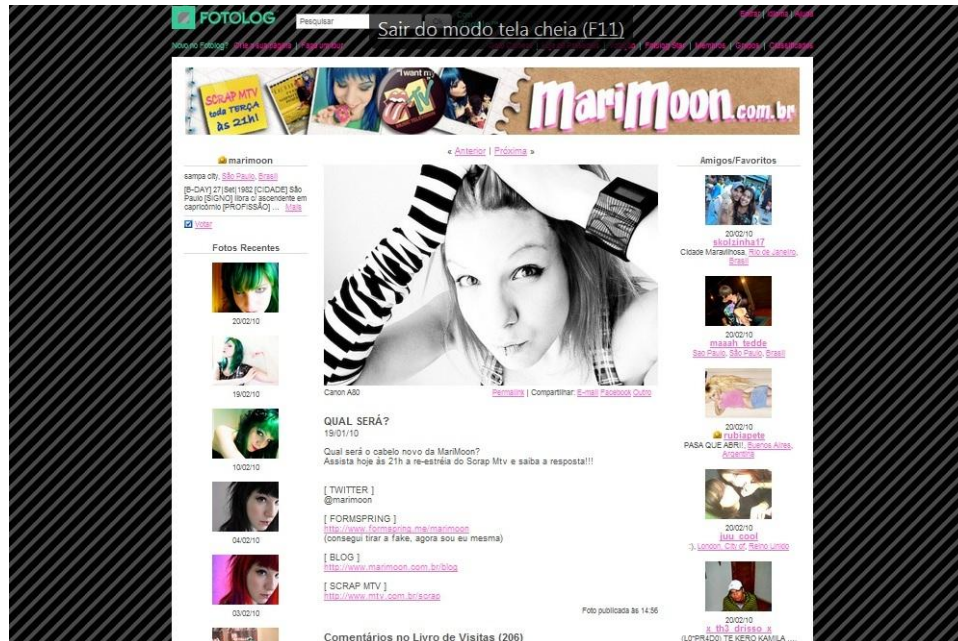 FOTOLOG
Pesquisar
Sair do modo tela cheia (F11)
Novo no Fotolog?
SCRAP MTV
toda TERÇA
às 21h!
"I want my
MTV
MariMoon.com.br
« Anterior | Próxima »
marimoon
sampa city, São Paulo, Brasil
[B-DAY] 27|Set| 1982 [CIDADE] São
Paulo [SIGNO] libra c/ ascendente em
capricórnio [PROFISSÃO] ... Mais
Votar
Fotos Recentes
20/02/10
19/02/10
10/02/10
04/02/10
03/02/10
Canon A80
Permalink | Compartilhar: E-mail Facebook Outro
QUAL SERÁ?
19/01/10
Qual será o cabelo novo da MariMoon?
Assista hoje às 21h a re-estréia do Scrap Mtv e saiba a resposta!!!
[ TWITTER ]
@marimoon
[ FORMSPRING ]
http://www.formspring.me/marimoon
(consegui tirar a fake, agora sou eu mesma)
[ BLOG ]
http://www.marimoon.com.br/blog
[ SCRAP MTV ]
http://www.mtv.com.br/scrap
Foto publicada às 14:56
Comentários no Livro de Visitas (206)
Amigos/Favoritos
20/02/10
skolzinha17
Cidade Maravilhosa, Rio de Janeiro,
Brasil
20/02/10
maaah_tedde
Sao Paulo, São Paulo, Brasil
20/02/10
rubiapete
PASA QUE ABRI!, Buenos Aires,
Argentina
20/02/10
juu_cool
:), London, City of, Reino Unido
20/02/10
x_th3_drisso_x
(L0*PR4D0) TE KERO KAMILA ....